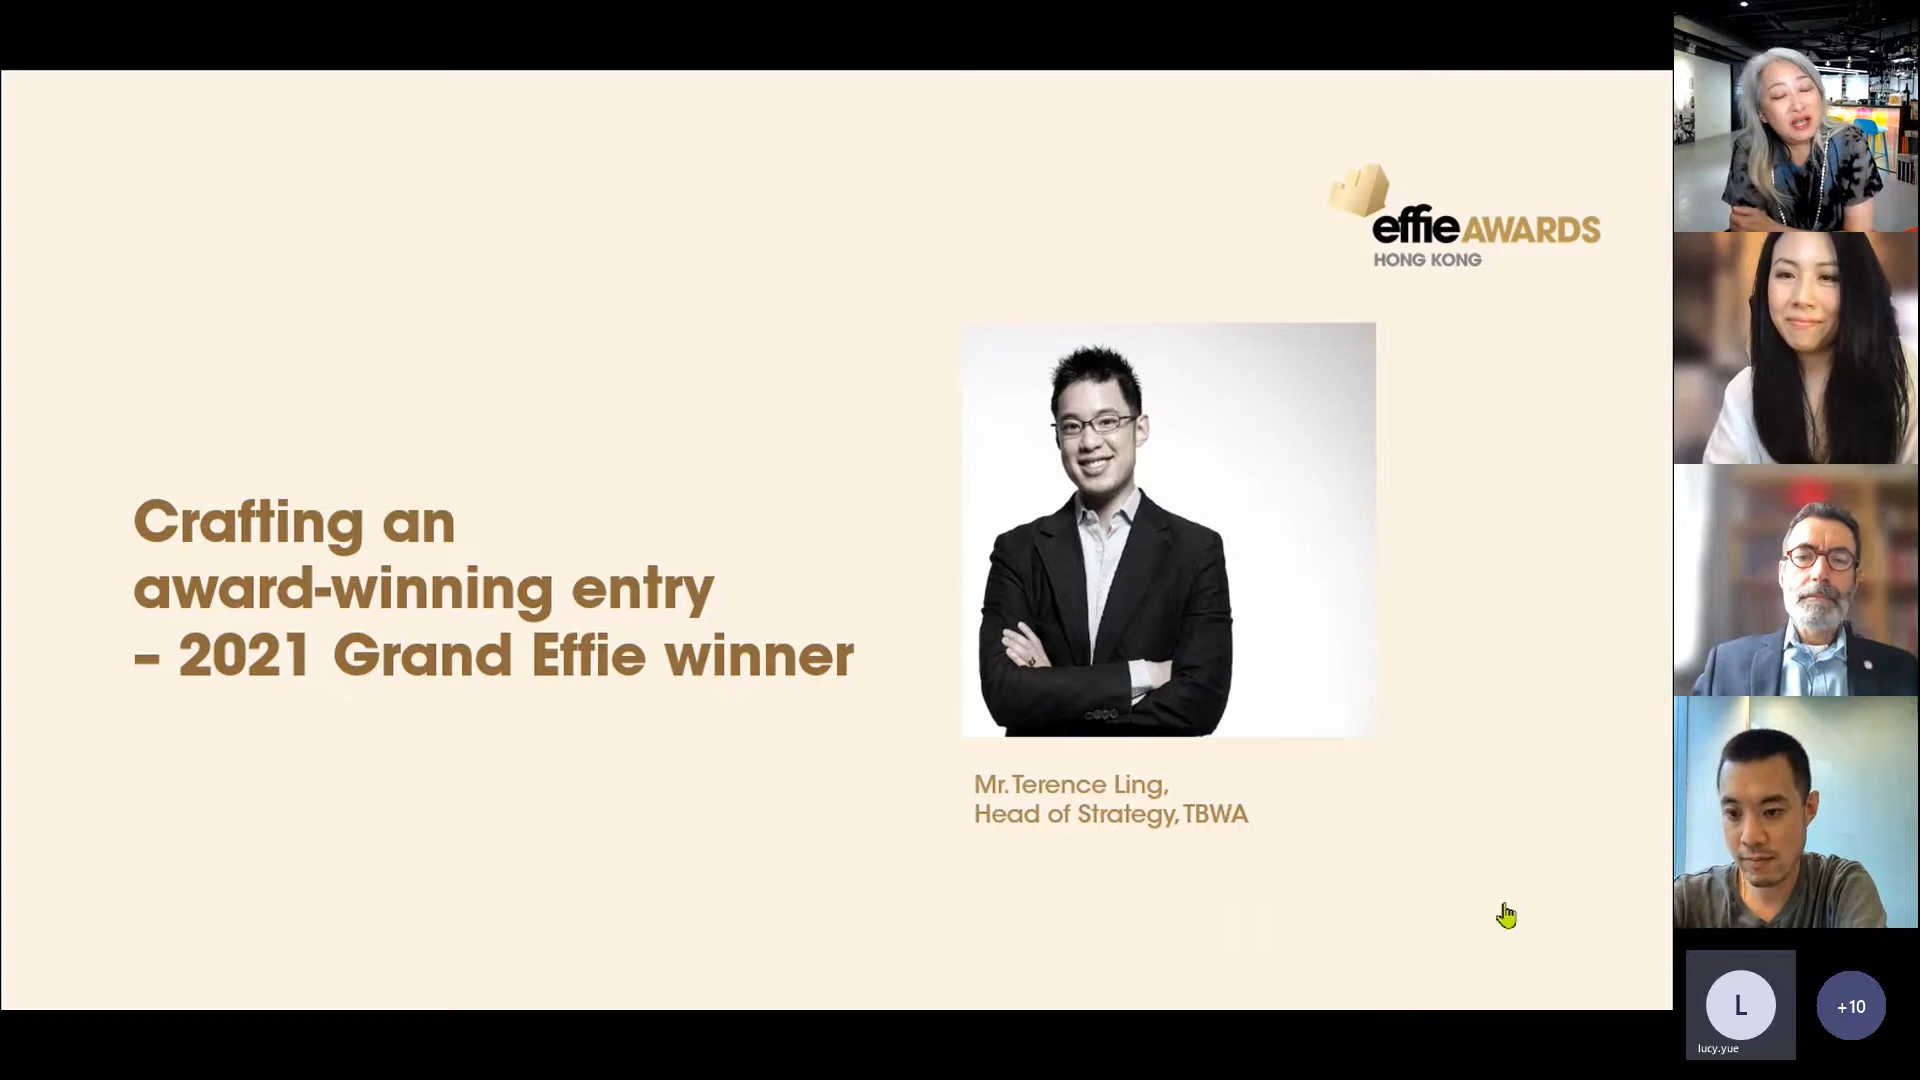 effie AWARDS
HONG KONG
Crafting an
award-winning entry
– 2021 Grand Effie winner
Mr. Terence Ling,
Head of Strategy, TBWA
L
+10
lucy.yue